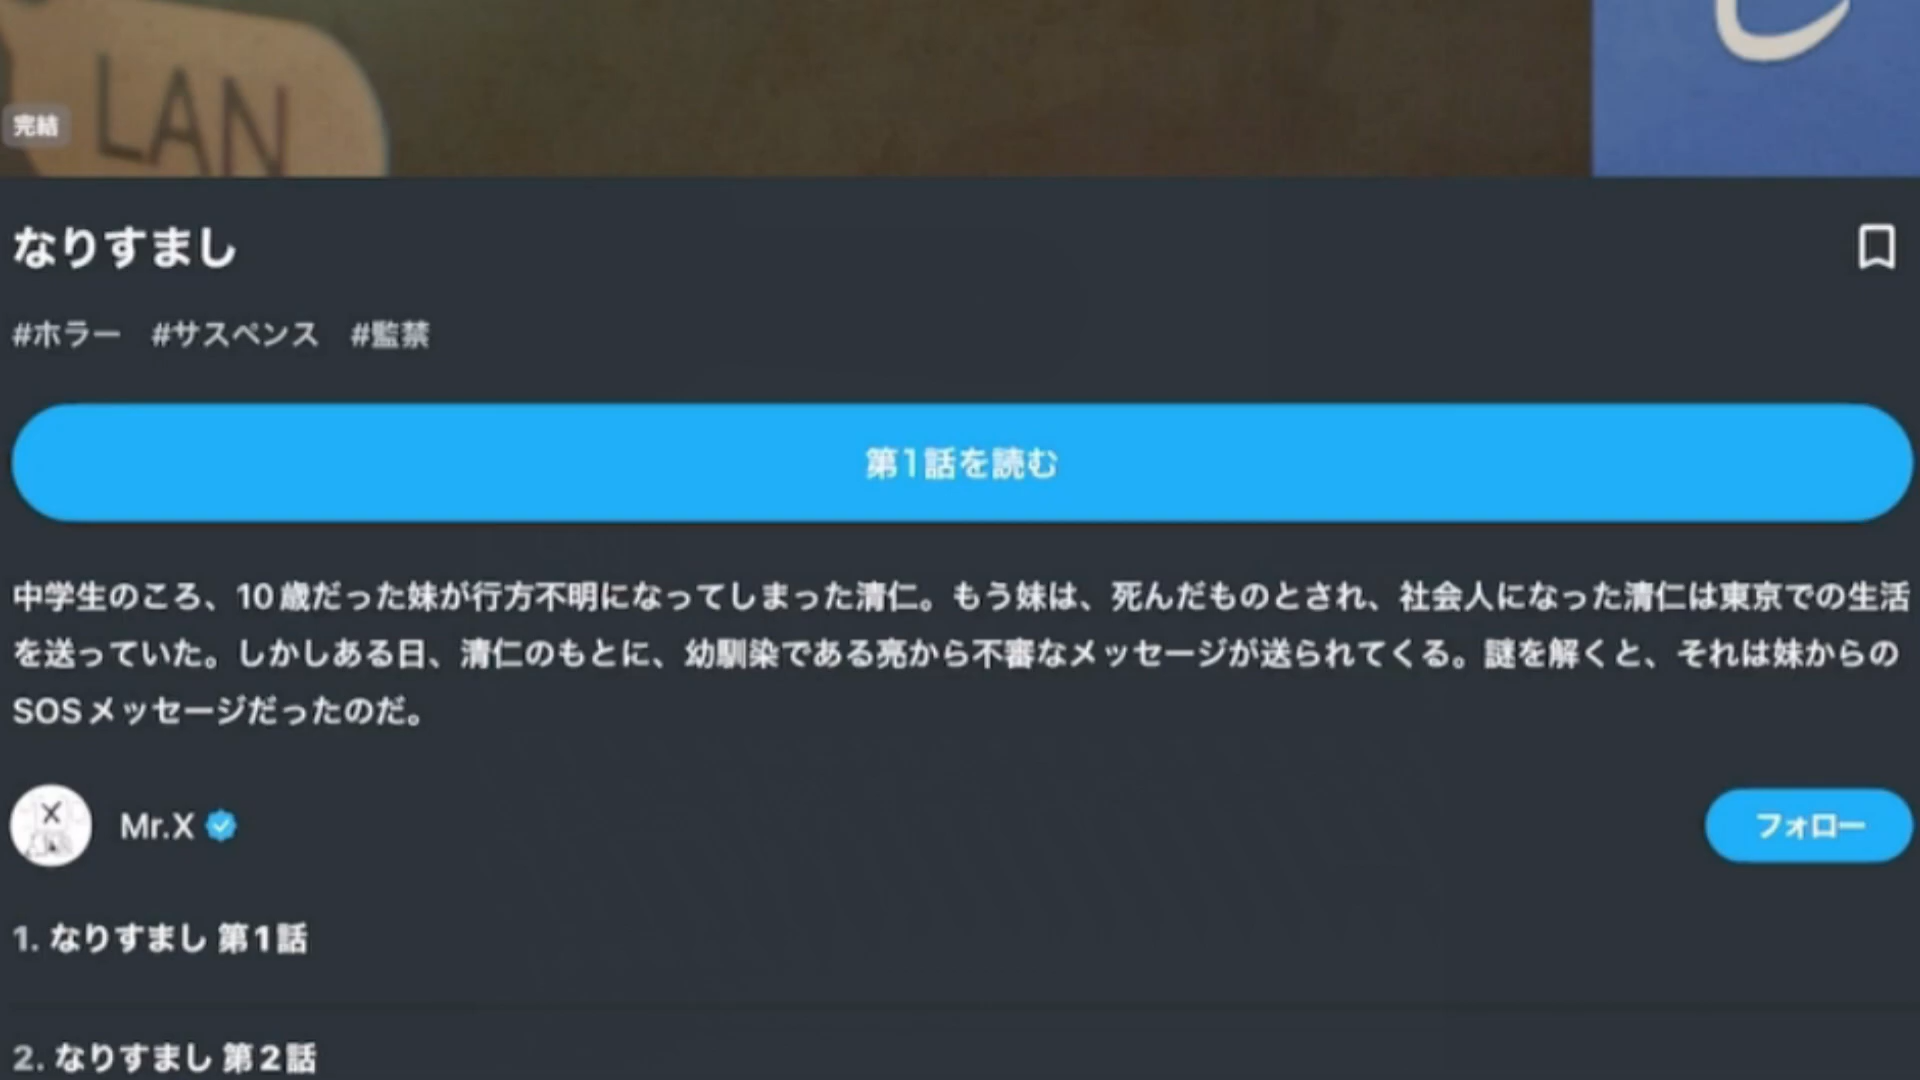 LAN
完結
し
なりすまし
#ホラー #サスペンス #監禁
第1話を読む
中学生のころ、10歳だった妹が行方不明になってしまった清仁。もう妹は、死んだものとされ、社会人になった清仁は東京での生活
を送っていた。しかしある日、清仁のもとに、幼馴染である亮から不審なメッセージが送られてくる。謎を解くと、それは妹からの
SOSメッセージだったのだ。
X
Mr.X
フォロー
1. なりすまし 第1話
2. なりすまし 第2話